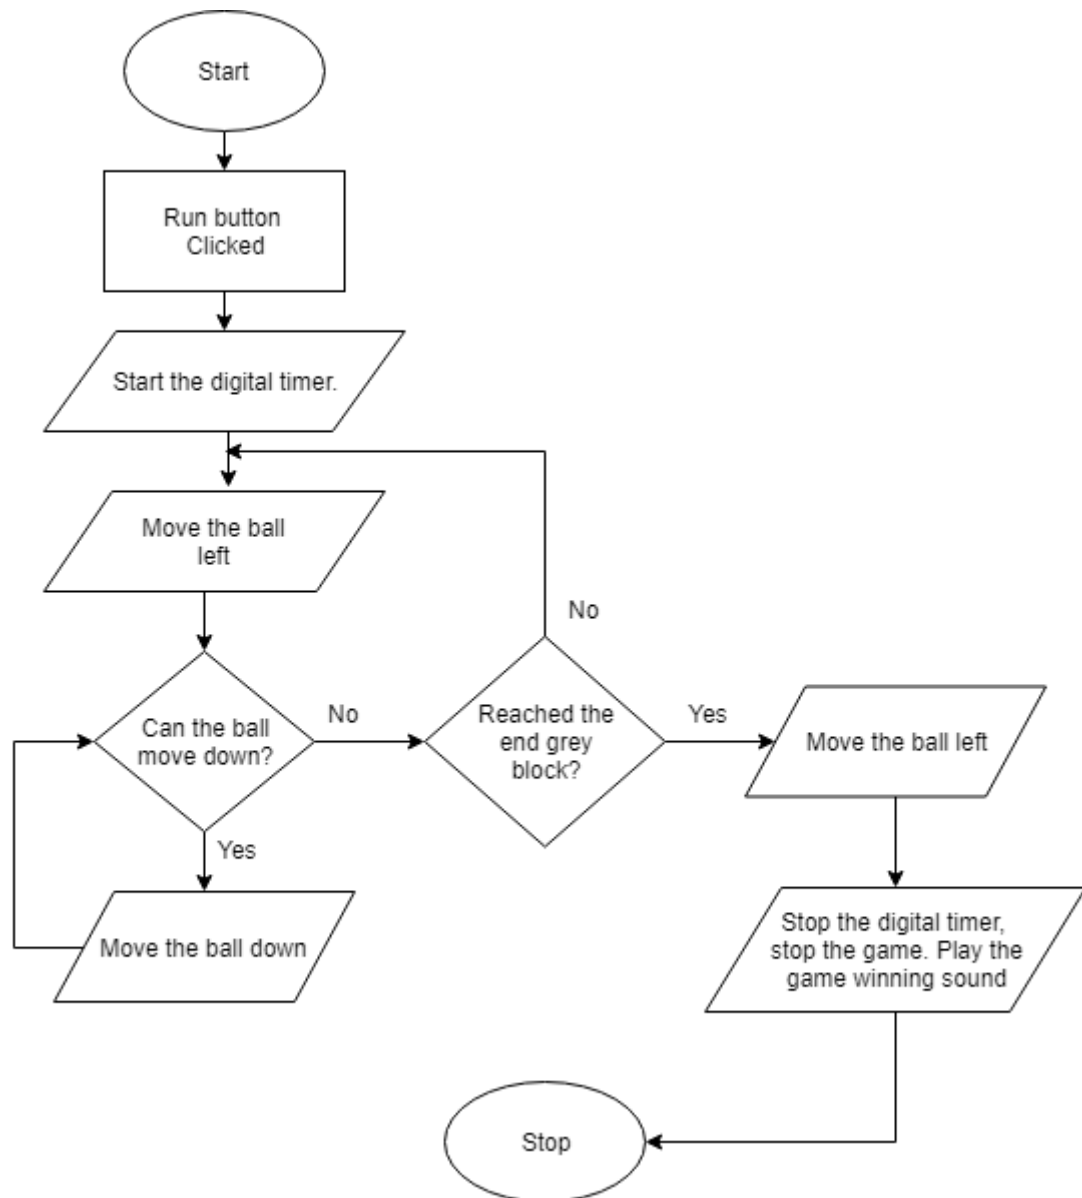 Start
Run button
Clicked
Start the digital timer.
Move the ball
left
No
Can the ball
move down?
No
Reached the
end grey
block?
Yes
Move the ball left
Yes
Move the ball down
Stop the digital timer,
stop the game. Play the
game winning sound
Stop